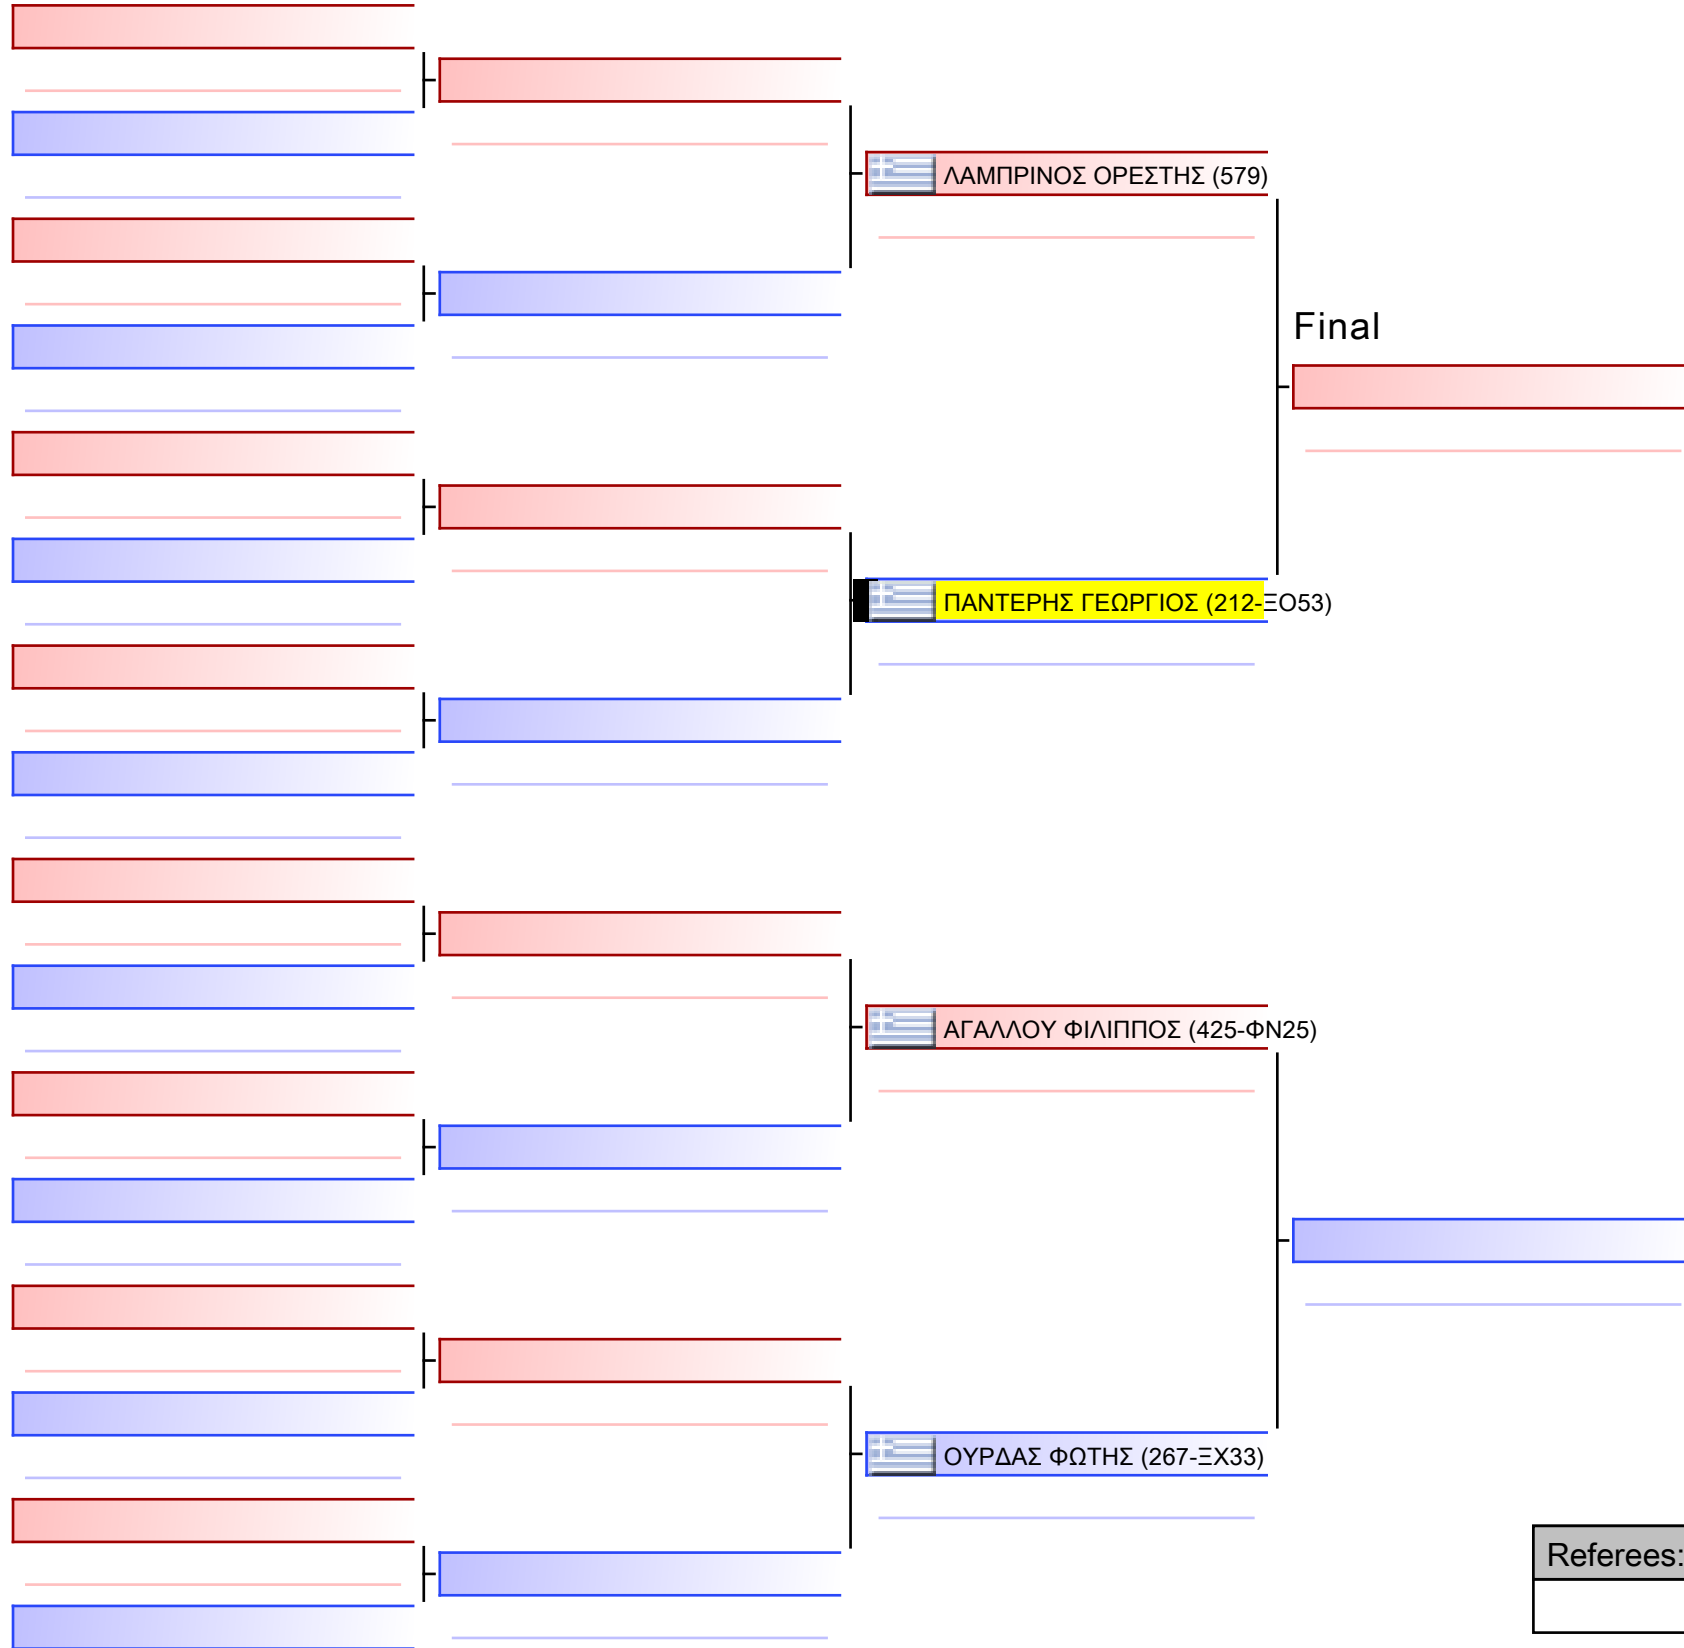 ΛΑΜΠΡΙΝΟΣ ΟΡΕΣΤΗΣ (579)
Final
ΠΑΝΤΕΡΗΣ ΓΕΩΡΓΙΟΣ (212-ΞΟ53)
ΑΓΑΛΛΟΥ ΦΙΛΙΠΠΟΣ (425-ΦΝ25)
ΟΥΡΔΑΣ ΦΩΤΗΣ (267-ΞΧ33)
Referees: